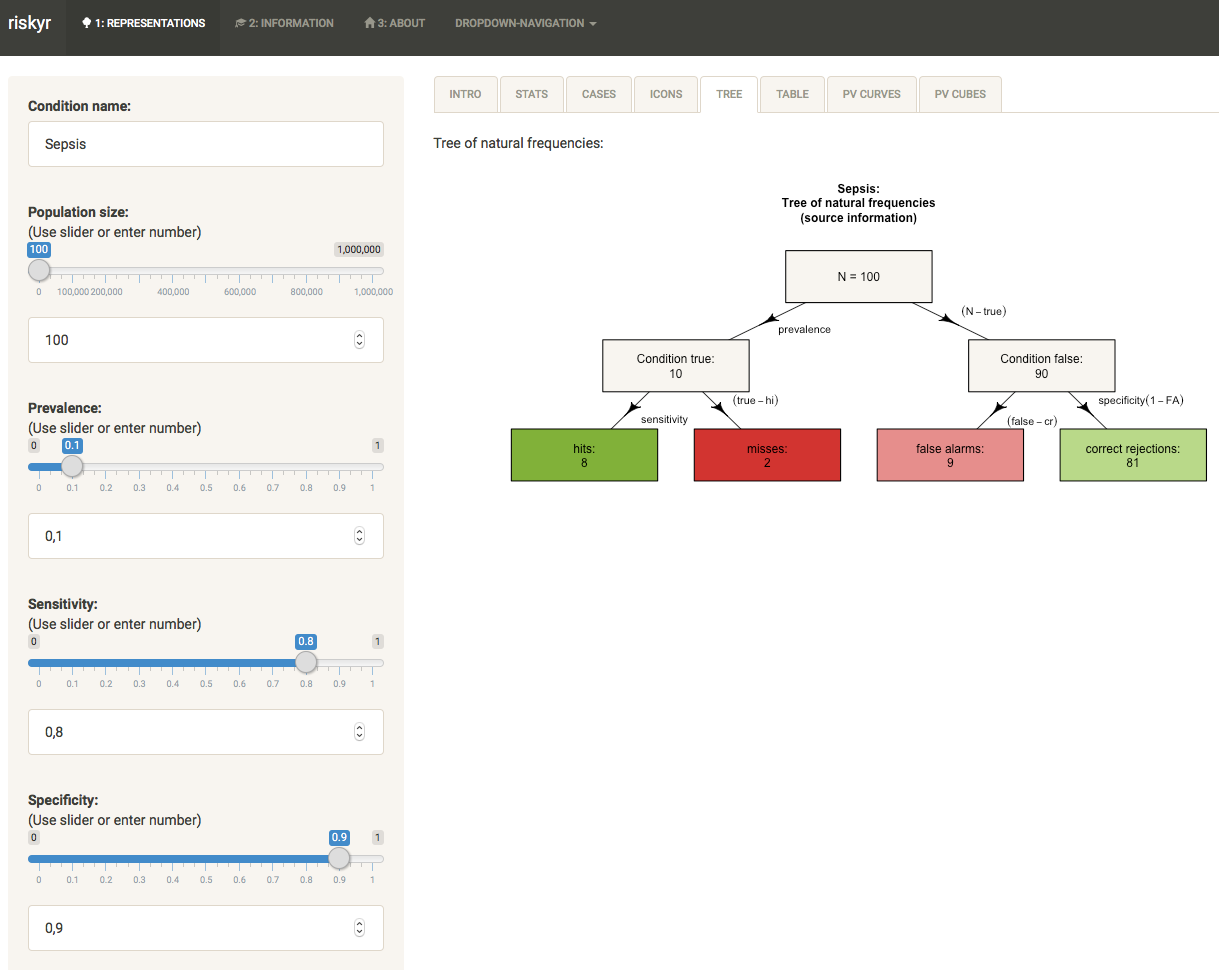 riskyr
1: REPRESENTATIONS
2: INFORMATION
3: ABOUT
DROPDOWN-NAVIGATION
Condition name:
Sepsis
Population size:
(Use slider or enter number)
100
1,000,000
0 100,000 200,000 400,000 600,000 800,000 1,000,000
100
Prevalence:
(Use slider or enter number)
0 0.1 1
0 0.1 0.2 0.3 0.4 0.5 0.6 0.7 0.8 0.9 1
0,1
Sensitivity:
(Use slider or enter number)
0 0.8 1
0 0.1 0.2 0.3 0.4 0.5 0.6 0.7 0.8 0.9 1
0,8
Specificity:
(Use slider or enter number)
0 0.9 1
0 0.1 0.2 0.3 0.4 0.5 0.6 0.7 0.8 0.9 1
0,9
INTRO
STATS
CASES
ICONS
TREE
TABLE
PV CURVES
PV CUBES
Tree of natural frequencies:
Sepsis:
Tree of natural frequencies
(source information)
N = 100
prevalence
(N – true)
Condition true:
10
Condition false:
90
sensitivity
(true – hi)
(false – cr)
specificity(1 – FA)
hits:
8
misses:
2
false alarms:
9
correct rejections:
81